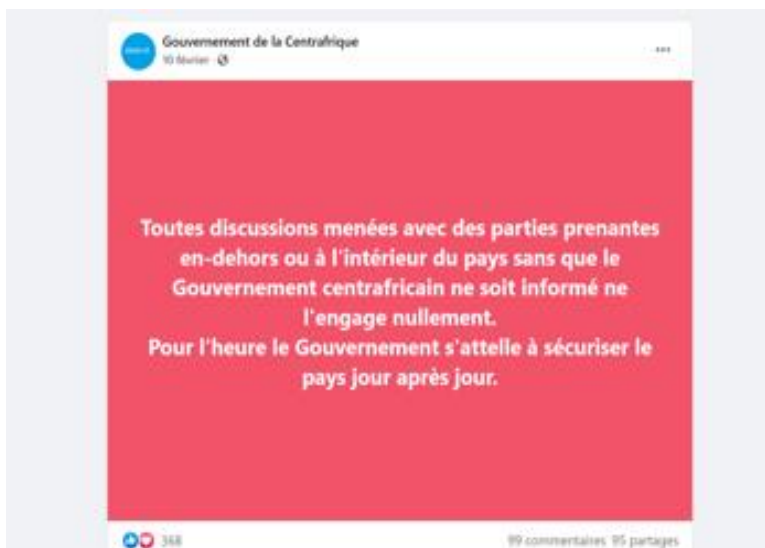 Gouvernement de la Centrafrique
10 février
Toutes discussions menées avec des parties prenantes
en-dehors ou à l'intérieur du pays sans que le
Gouvernement centrafricain ne soit informé ne
l'engage nullement.
Pour l'heure le Gouvernement s'attelle à sécuriser le
pays jour après jour.
368
99 commentaires 95 partages